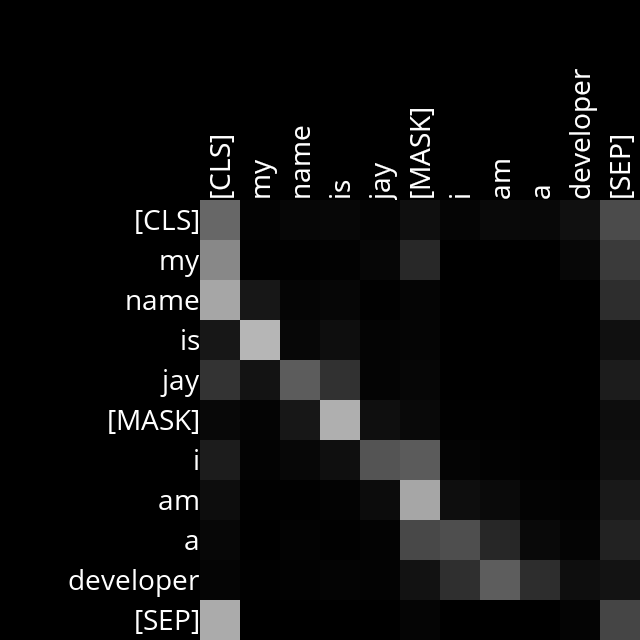 [CLS] my name is jay [MASK] i am a developer [SEP]
[CLS]
my
name
is
jay
[MASK]
i
am
a
developer
[SEP]